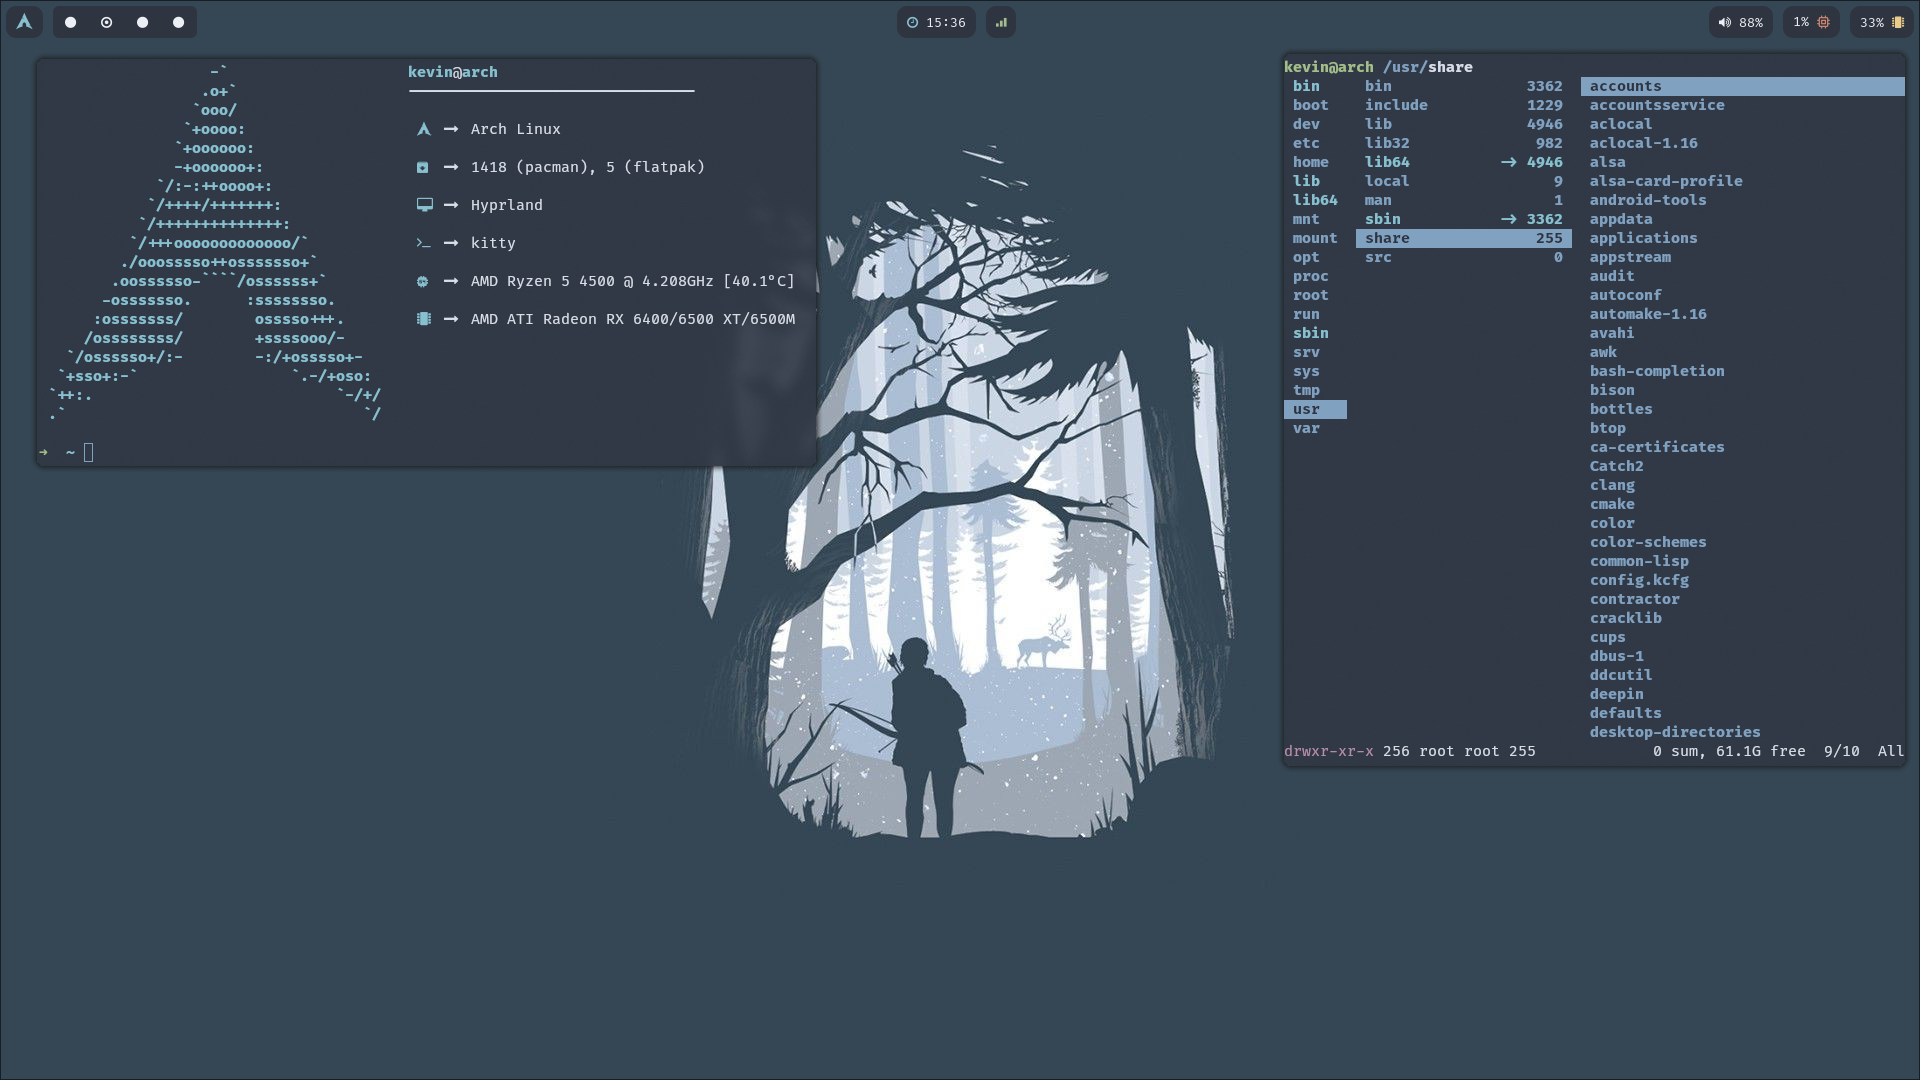 15:36
88% 1% 33%
-`
.o+`
`ooo/
`+oooo:
`+oooooo:
-+oooooo+:
`/:-:++oooo+:
`/++++/+++++++:
`/++++++++++++++:
`/+++ooooooooooooo/`
./ooosssso++osssssso+`
.oossssso-````/ossssss+`
-osssssso.      :ssssssso.
:osssssss/        osssso+++.
/ossssssss/        +ssssooo/-
`/ossssso+/:-        -:/+osssso+-
`+sso+:-`                 `.-/+oso:
`++:.                           `-/+/
.`                                 `/
kevin@arch
→ Arch Linux
→ 1418 (pacman), 5 (flatpak)
→ Hyprland
→ kitty
→ AMD Ryzen 5 4500 @ 4.208GHz [40.1°C]
→ AMD ATI Radeon RX 6400/6500 XT/6500M
→ ~
kevin@arch /usr/share
bin bin 3362 accounts
boot include 1229 accountsservice
dev lib 4946 aclocal
etc lib32 982 aclocal-1.16
home lib64 → 4946 alsa
lib local 9 alsa-card-profile
lib64 man 1 android-tools
mnt sbin → 3362 appdata
mount share 255 applications
opt src 0 appstream
proc audit
root autoconf
run automake-1.16
sbin avahi
srv awk
sys bash-completion
tmp bison
usr bottles
var btop
ca-certificates
Catch2
clang
cmake
color
color-schemes
common-lisp
config.kcfg
contractor
cracklib
cups
dbus-1
ddcutil
deepin
defaults
desktop-directories
drwxr-xr-x 256 root root 255 0 sum, 61.1G free 9/10 All